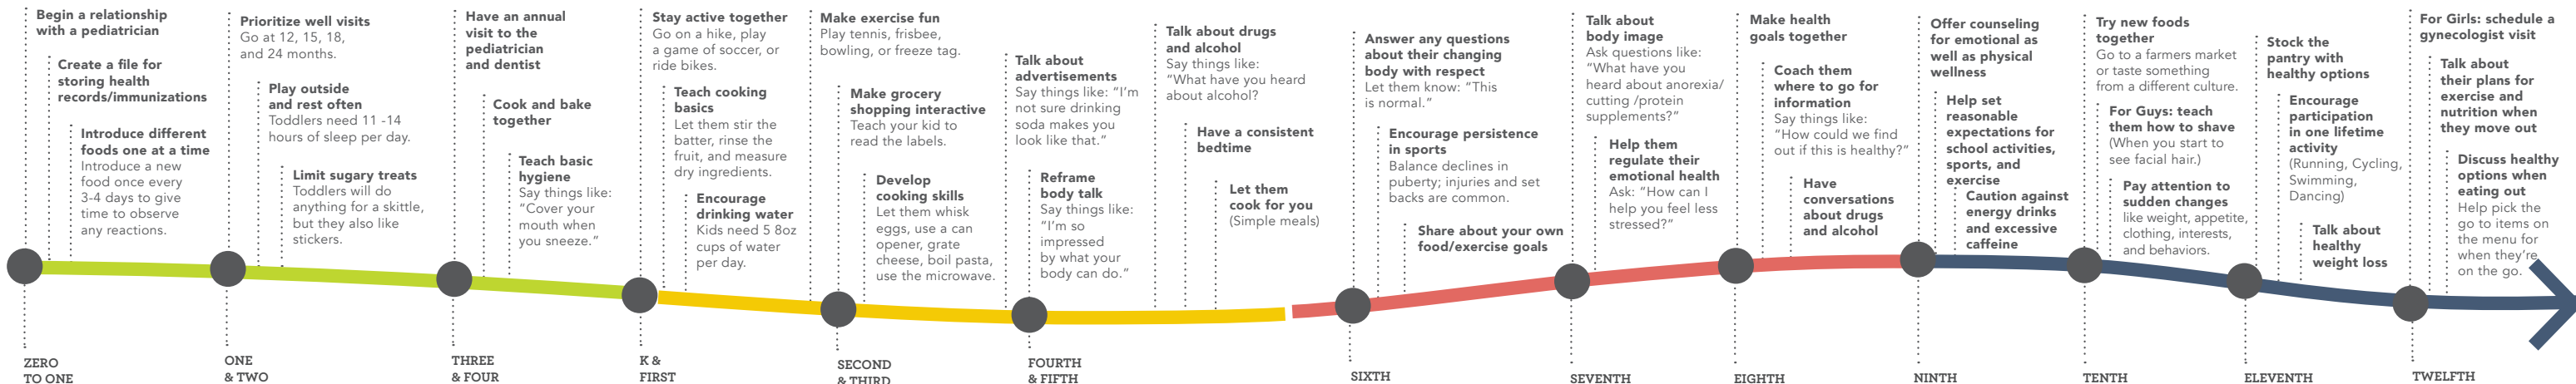 Begin a relationship
with a pediatrician
Create a file for
storing health
records/immunizations
Introduce different
foods one at a time
Introduce a new
food once every
3-4 days to give
time to observe
any reactions.
ZERO
TO ONE
Prioritize well visits
Go at 12, 15, 18,
and 24 months.
Play outside
and rest often
Toddlers need 11 -14
hours of sleep per day.
Limit sugary treats
Toddlers will do
anything for a skittle,
but they also like
stickers.
ONE
& TWO
Have an annual
visit to the
pediatrician
and dentist
Cook and bake
together
Teach basic
hygiene
Say things like:
“Cover your
mouth when
you sneeze.”
THREE
& FOUR
Stay active together
Go on a hike, play
a game of soccer, or
ride bikes.
Teach cooking
basics
Let them stir the
batter, rinse the
fruit, and measure
dry ingredients.
Encourage
drinking water
Kids need 5 8oz
cups of water
per day.
K &
FIRST
Make exercise fun
Play tennis, frisbee,
bowling, or freeze tag.
Make grocery
shopping interactive
Teach your kid to
read the labels.
Develop
cooking skills
Let them whisk
eggs, use a can
opener, grate
cheese, boil pasta,
use the microwave.
SECOND
& THIRD
Talk about
advertisements
Say things like: “I’m
not sure drinking
soda makes you
look like that.”
Reframe
body talk
Say things like:
“I’m so
impressed
by what your
body can do.”
FOURTH
& FIFTH
Talk about drugs
and alcohol
Say things like:
“What have you heard
about alcohol?
Have a consistent
bedtime
Let them
cook for you
(Simple meals)
Answer any questions
about their changing
body with respect
Let them know: “This
is normal.”
Encourage persistence
in sports
Balance declines in
puberty; injuries and set
backs are common.
Share about your own
food/exercise goals
SIXTH
Talk about
body image
Ask questions like:
“What have you
heard about anorexia/
cutting /protein
supplements?”
Help them
regulate their
emotional health
Ask: “How can I
help you feel less
stressed?”
SEVENTH
Make health
goals together
Coach them
where to go for
information
Say things like:
“How could we find
out if this is healthy?”
Have
conversations
about drugs
and alcohol
EIGHTH
Offer counseling
for emotional as
well as physical
wellness
Help set
reasonable
expectations for
school activities,
sports, and
exercise
Caution against
energy drinks
and excessive
caffeine
NINTH
Try new foods
together
Go to a farmers market
or taste something
from a different culture.
For Guys: teach
them how to shave
(When you start to
see facial hair.)
Pay attention to
sudden changes
like weight, appetite,
clothing, interests,
and behaviors.
TENTH
Stock the
pantry with
healthy options
Encourage
participation
in one lifetime
activity
(Running, Cycling,
Swimming,
Dancing)
Talk about
healthy
weight loss
ELEVENTH
For Girls: schedule a
gynecologist visit
Talk about
their plans for
exercise and
nutrition when
they move out
Discuss healthy
options when
eating out
Help pick the
go to items on
the menu for
when they’re
on the go.
TWELFTH